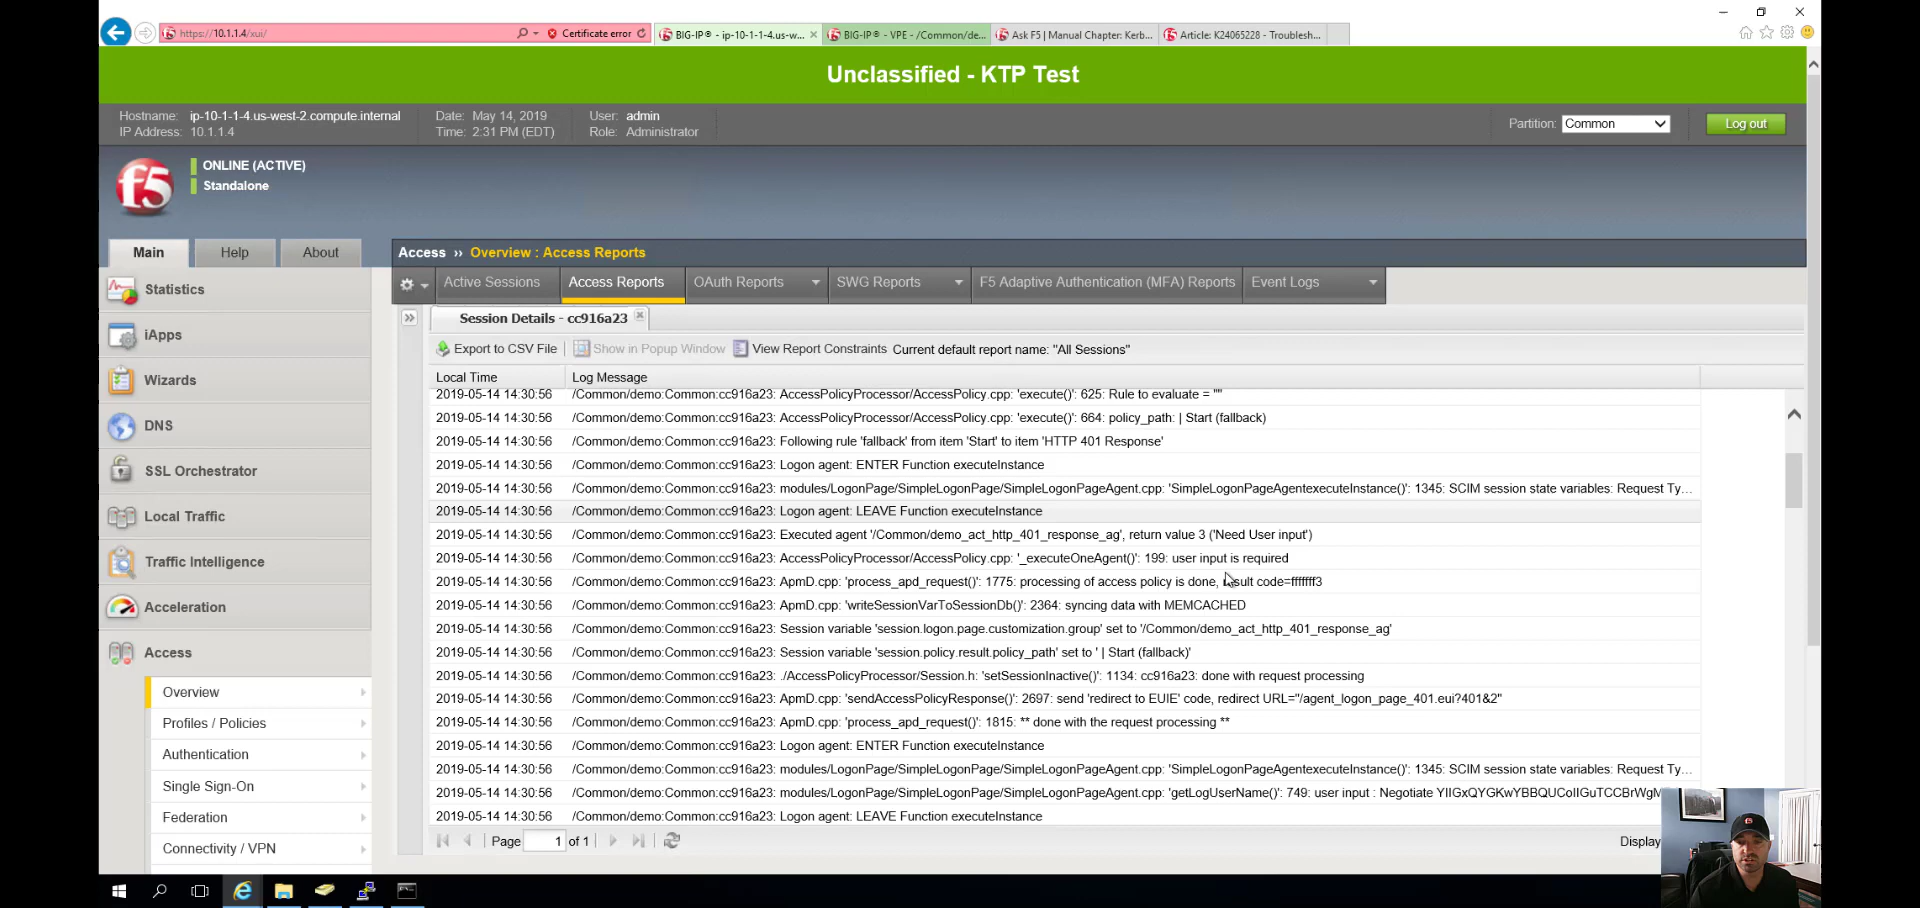 https://10.1.1.4/xui/
Certificate error
BIG-IP® - ip-10-1-1-4.us-w...
BIG-IP® - VPE - /Common/de...
Ask F5 | Manual Chapter: Kerb...
Article: K24065228 - Troublesh...
Unclassified - KTP Test
Hostname: ip-10-1-1-4.us-west-2.compute.internal
IP Address: 10.1.1.4
Date: May 14, 2019
Time: 2:31 PM (EDT)
User: admin
Role: Administrator
Partition: Common
Log out
f5
ONLINE (ACTIVE)
Standalone
Main
Help
About
Access ›› Overview : Access Reports
Active Sessions
Access Reports
OAuth Reports
SWG Reports
F5 Adaptive Authentication (MFA) Reports
Event Logs
Statistics
iApps
Wizards
DNS
SSL Orchestrator
Local Traffic
Traffic Intelligence
Acceleration
Access
Overview
Profiles / Policies
Authentication
Single Sign-On
Federation
Connectivity / VPN
Session Details - cc916a23
Export to CSV File
Show in Popup Window
View Report Constraints
Current default report name: "All Sessions"
Local Time Log Message
2019-05-14 14:30:56 /Common/demo:Common:cc916a23: AccessPolicyProcessor/AccessPolicy.cpp: 'execute()': 625: Rule to evaluate = ""
2019-05-14 14:30:56 /Common/demo:Common:cc916a23: AccessPolicyProcessor/AccessPolicy.cpp: 'execute()': 664: policy_path: | Start (fallback)
2019-05-14 14:30:56 /Common/demo:Common:cc916a23: Following rule 'fallback' from item 'Start' to item 'HTTP 401 Response'
2019-05-14 14:30:56 /Common/demo:Common:cc916a23: Logon agent: ENTER Function executeInstance
2019-05-14 14:30:56 /Common/demo:Common:cc916a23: modules/LogonPage/SimpleLogonPage/SimpleLogonPageAgent.cpp: 'SimpleLogonPageAgentexecuteInstance()': 1345: SCIM session state variables: Request Ty...
2019-05-14 14:30:56 /Common/demo:Common:cc916a23: Logon agent: LEAVE Function executeInstance
2019-05-14 14:30:56 /Common/demo:Common:cc916a23: Executed agent '/Common/demo_act_http_401_response_ag', return value 3 ('Need User input')
2019-05-14 14:30:56 /Common/demo:Common:cc916a23: AccessPolicyProcessor/AccessPolicy.cpp: '_executeOneAgent()': 199: user input is required
2019-05-14 14:30:56 /Common/demo:Common:cc916a23: ApmD.cpp: 'process_apd_request()': 1775: processing of access policy is done, result code=fffffff3
2019-05-14 14:30:56 /Common/demo:Common:cc916a23: ApmD.cpp: 'writeSessionVarToSessionDb()': 2364: syncing data with MEMCACHED
2019-05-14 14:30:56 /Common/demo:Common:cc916a23: Session variable 'session.logon.page.customization.group' set to '/Common/demo_act_http_401_response_ag'
2019-05-14 14:30:56 /Common/demo:Common:cc916a23: Session variable 'session.policy.result.policy_path' set to ' | Start (fallback)'
2019-05-14 14:30:56 /Common/demo:Common:cc916a23: ./AccessPolicyProcessor/Session.h: 'setSessionInactive()': 1134: cc916a23: done with request processing
2019-05-14 14:30:56 /Common/demo:Common:cc916a23: ApmD.cpp: 'sendAccessPolicyResponse()': 2697: send 'redirect to EUIE' code, redirect URL="/agent_logon_page_401.eui?401&2"
2019-05-14 14:30:56 /Common/demo:Common:cc916a23: ApmD.cpp: 'process_apd_request()': 1815: ** done with the request processing **
2019-05-14 14:30:56 /Common/demo:Common:cc916a23: Logon agent: ENTER Function executeInstance
2019-05-14 14:30:56 /Common/demo:Common:cc916a23: modules/LogonPage/SimpleLogonPage/SimpleLogonPageAgent.cpp: 'SimpleLogonPageAgentexecuteInstance()': 1345: SCIM session state variables: Request Ty...
2019-05-14 14:30:56 /Common/demo:Common:cc916a23: modules/LogonPage/SimpleLogonPage/SimpleLogonPageAgent.cpp: 'getLogUserName()': 749: user input : Negotiate
2019-05-14 14:30:56 /Common/demo:Common:cc916a23: Logon agent: LEAVE Function executeInstance
Page 1 of 1
Display